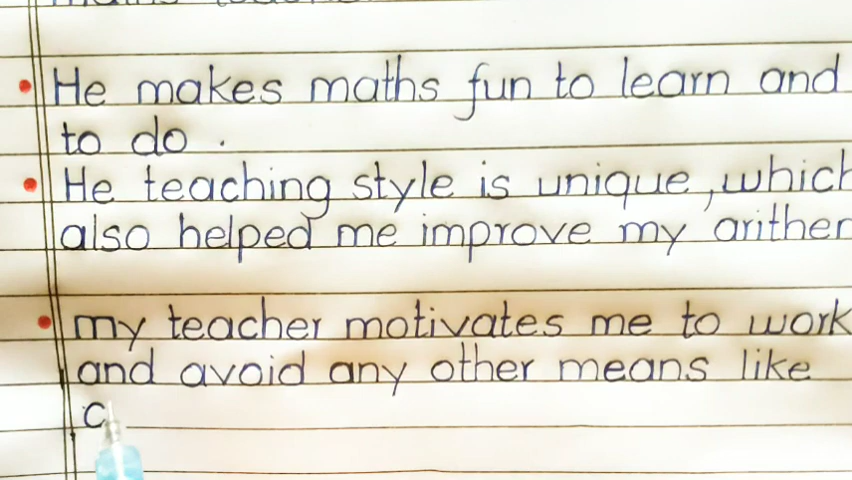 • He makes maths fun to learn and
to do .
• He teaching style is unique, which
also helped me improve my arither
• my teacher motivates me to work
and avoid any other means like
c